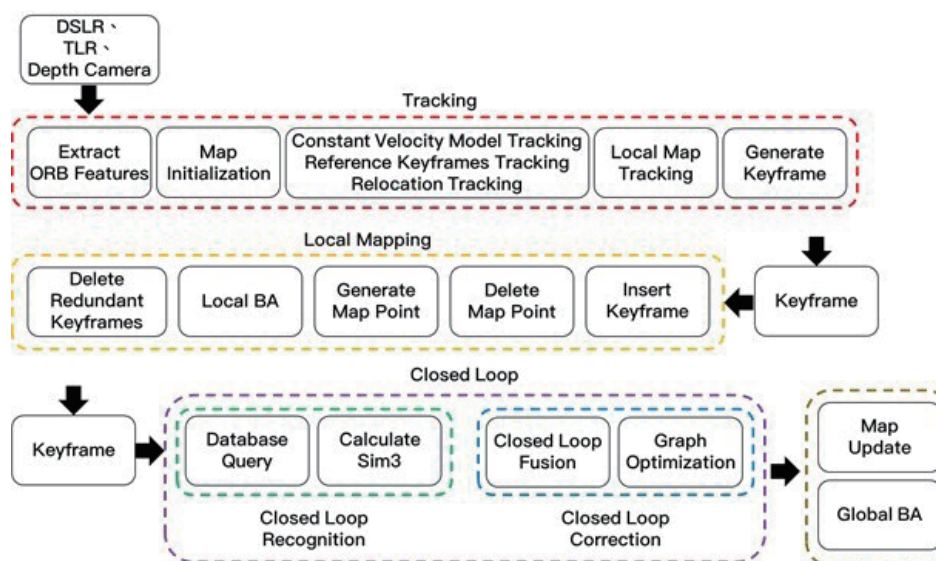 DSLR、
TLR、
Depth Camera
Tracking
Extract
ORB Features
Map
Initialization
Constant Velocity Model Tracking
Reference Keyframes Tracking
Relocation Tracking
Local Map
Tracking
Generate
Keyframe
Local Mapping
Delete
Redundant
Keyframes
Local BA
Generate
Map Point
Delete
Map Point
Insert
Keyframe
Keyframe
Closed Loop
Keyframe
Database
Query
Calculate
Sim3
Closed Loop
Fusion
Graph
Optimization
Closed Loop
Recognition
Closed Loop
Correction
Map
Update
Global BA